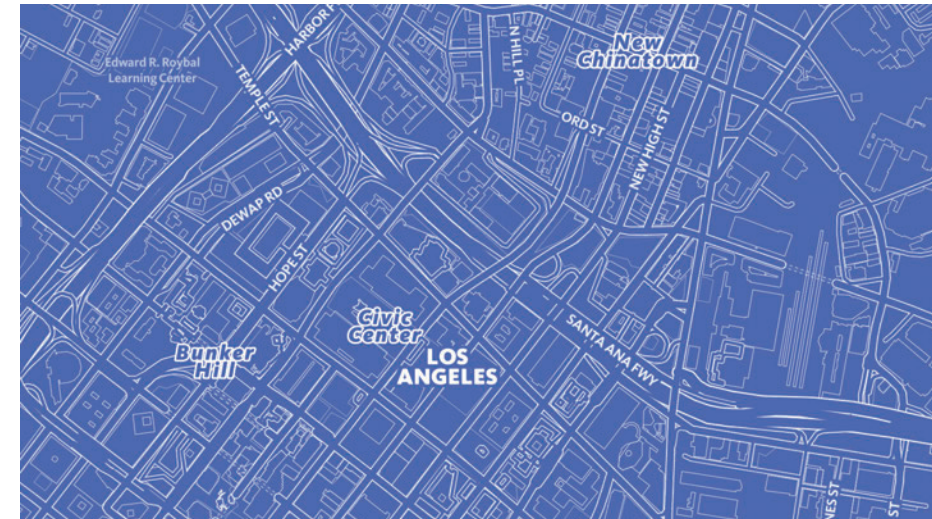 HARBOR
N HILL PL
New
Chinatown
Edward R. Roybal
Learning Center
TEMPLE ST
ORD ST
NEW HIGH ST
DEWAP RD
HOPE ST
Civic
Center
SANTA ANA FWY
Bunker
Hill
LOS
ANGELES
NES ST
ST